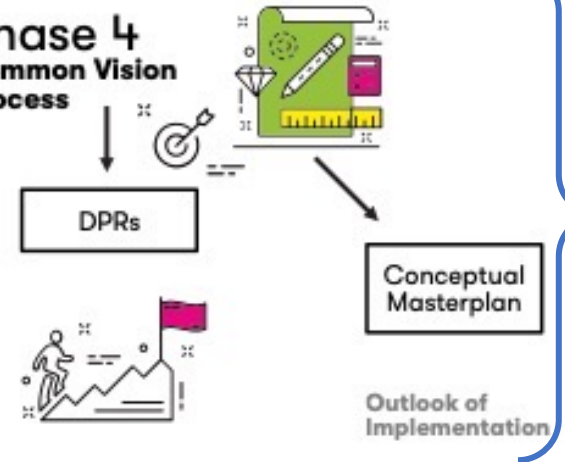 hase 4
mmon Vision
ocess
DPRs
Conceptual
Masterplan
Outlook of
Implementation